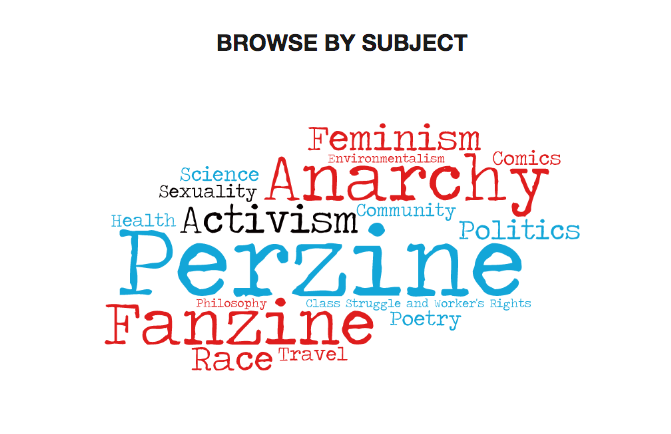 BROWSE BY SUBJECT
Feminism
Environmentalism
Comics
Science
Anarchy
Sexuality
Community
Health
Activism
Politics
Perzine
Philosophy
Class Struggle and Worker's Rights
Fanzine
Poetry
Race
Travel